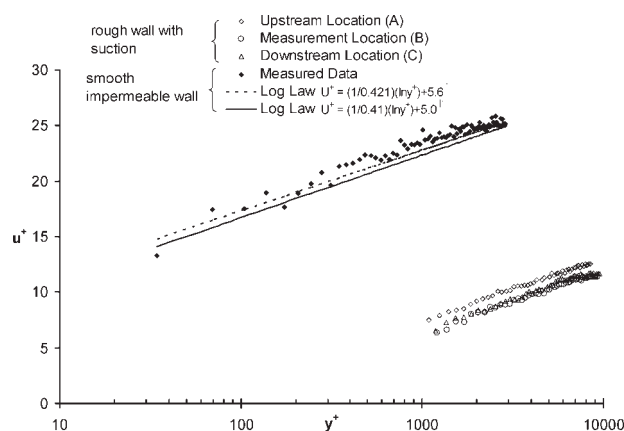 rough wall with
suction
Upstream Location (A)
Measurement Location (B)
Downstream Location (C)
smooth
impermeable wall
Measured Data
Log Law U⁺ = (1/0.421)(lny⁺)+5.6
Log Law U⁺ = (1/0.41)(lny⁺)+5.0
30
25
20
15
10
5
0
u⁺
10
100
1000
10000
y⁺